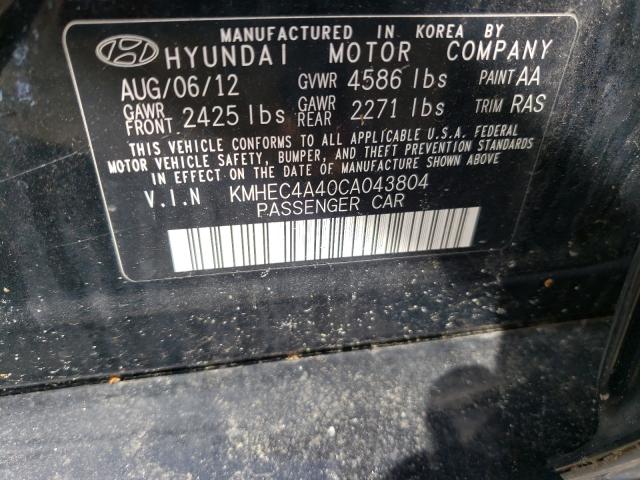 MANUFACTURED IN KOREA BY
HYUNDAI MOTOR COMPANY
AUG/06/12 GVWR 4586 lbs PAINT AA
GAWR FRONT 2425 lbs GAWR REAR 2271 lbs TRIM RAS
THIS VEHICLE CONFORMS TO ALL APPLICABLE U.S.A. FEDERAL
MOTOR VEHICLE SAFETY, BUMPER, AND THEFT PREVENTION STANDARDS
IN EFFECT ON THE DATE OF MANUFACTURE SHOWN ABOVE
V.I.N KMHEC4A40CA043804
PASSENGER CAR